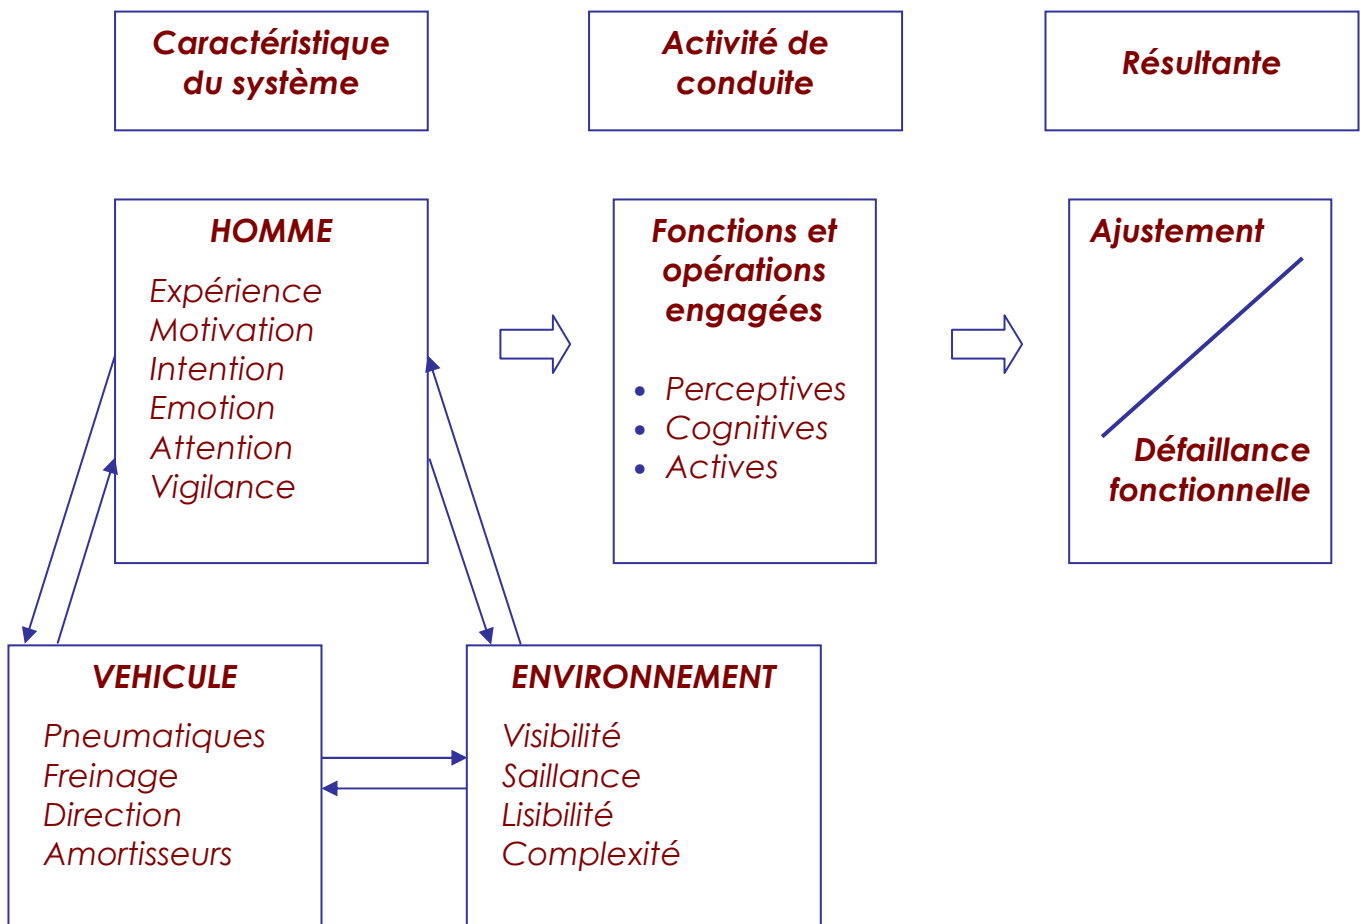 Caractéristique
du système
Activité de
conduite
Résultante
HOMME
Expérience
Motivation
Intention
Emotion
Attention
Vigilance
Fonctions et
opérations
engagées
• Perceptives
• Cognitives
• Actives
Ajustement
Défaillance
fonctionnelle
VEHICULE
Pneumatiques
Freinage
Direction
Amortisseurs
ENVIRONNEMENT
Visibilité
Saillance
Lisibilité
Complexité